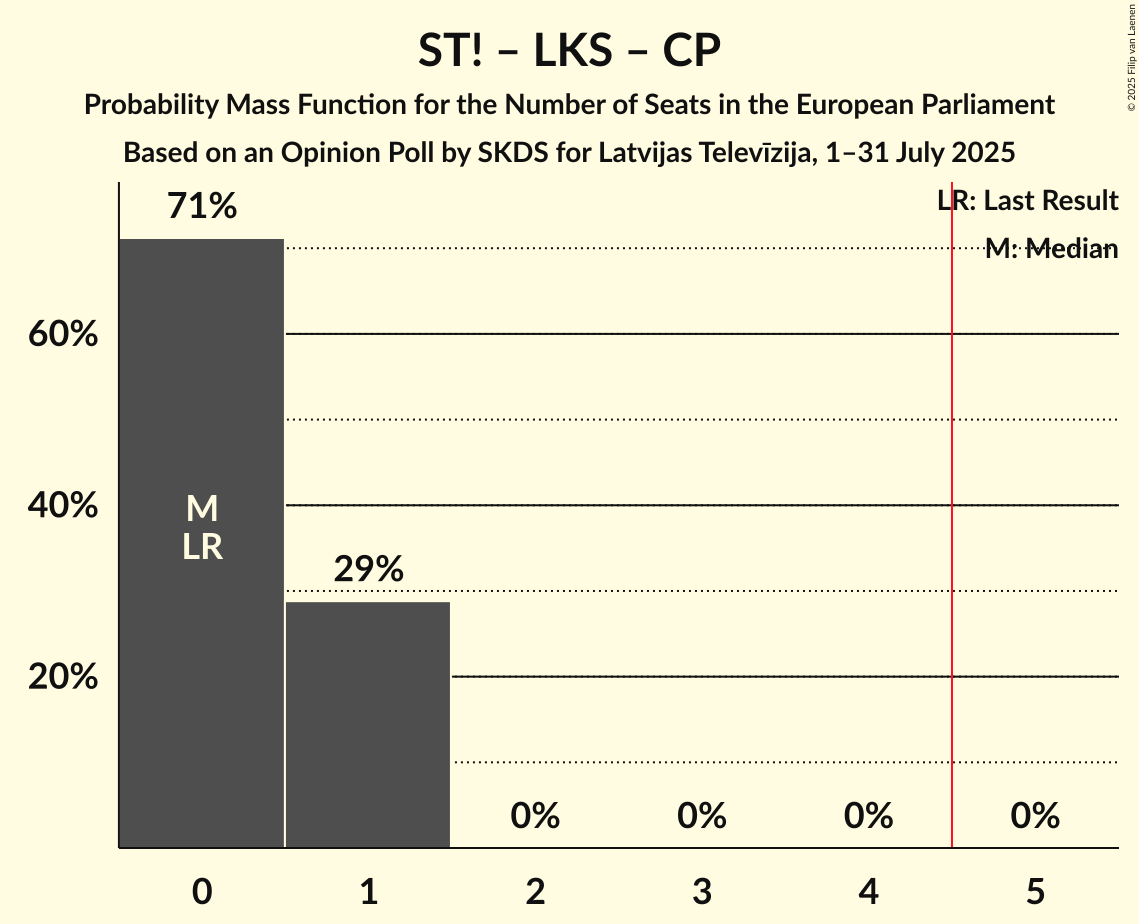 ST! – LKS – CP
Probability Mass Function for the Number of Seats in the European Parliament
Based on an Opinion Poll by SKDS for Latvijas Televīzija, 1–31 July 2025
© 2025 Filip van Laenen
LR: Last Result
M: Median
71%
60%
40%
M
LR
29%
20%
0% 0% 0% 0%
0 1 2 3 4 5